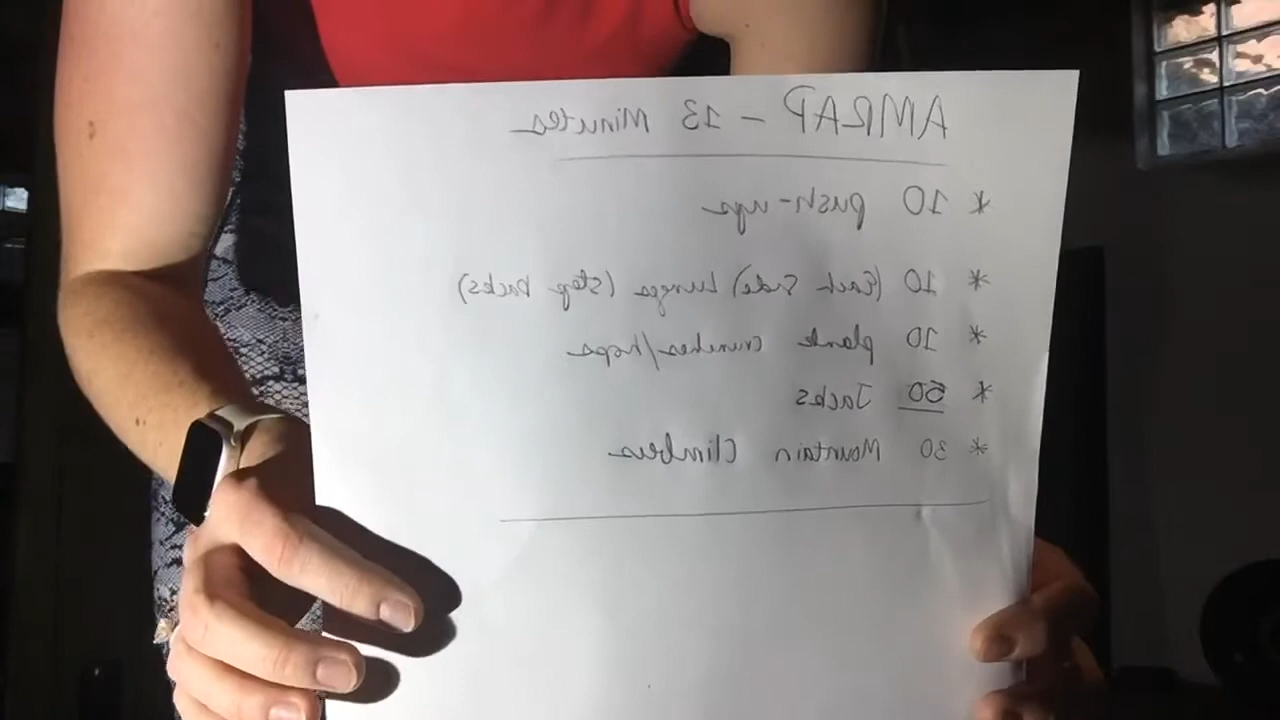 AMRAP - 13 Minutes
* 10 push-ups
* 10 (Each Side) Lunges (step backs)
* 10 plank crunches/hops
* 50 Jacks
* 30 Mountain Climbers